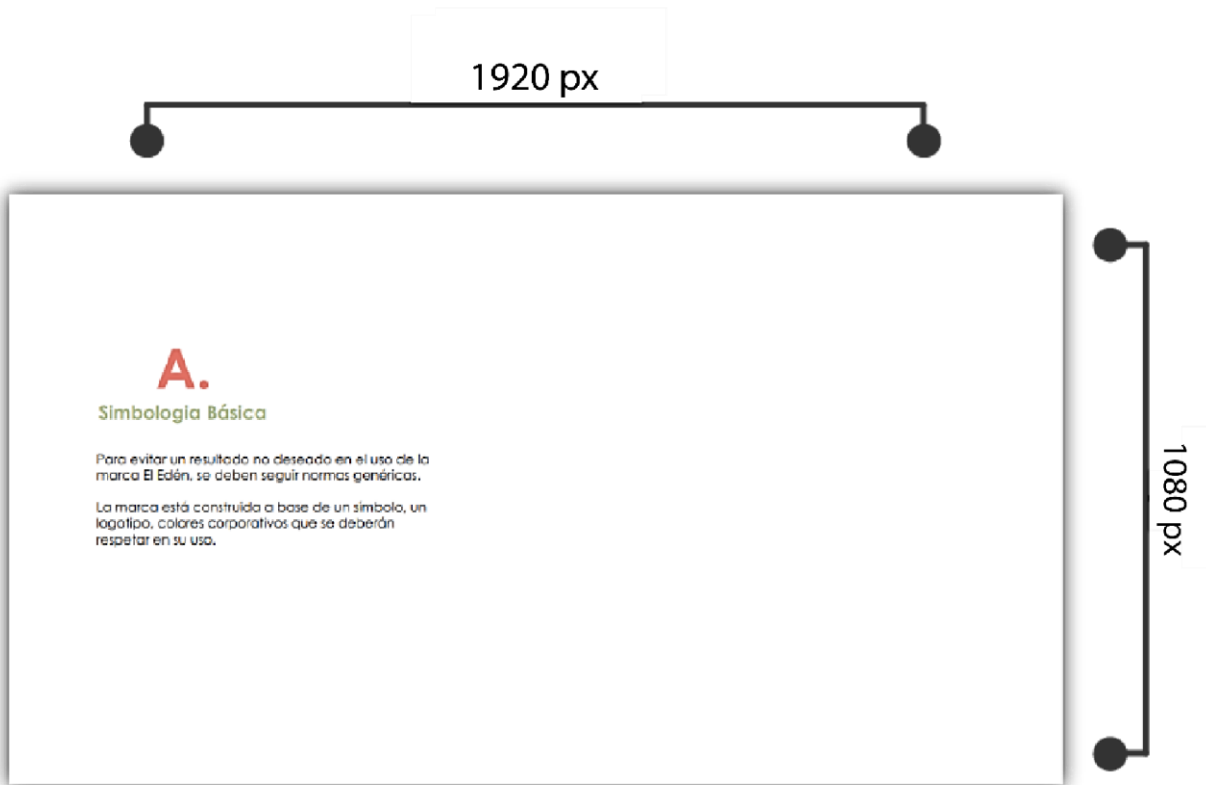 1920 px
A.
Simbologia Básica
Para evitar un resultado no deseado en el uso de la
marca El Edén, se deben seguir normas genéricas.
La marca está construida a base de un símbolo, un
logotipo, colores corporativos que se deberán
respetar en su uso.
1080 px